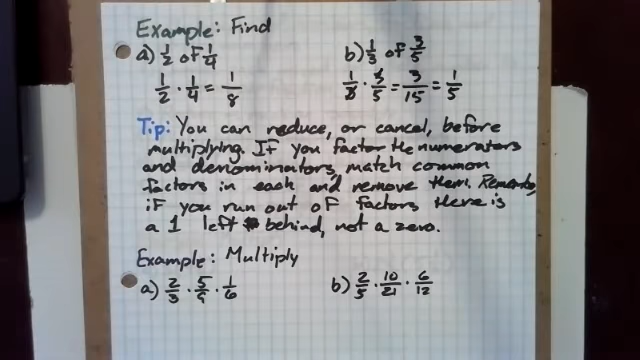 Example: Find
a) 1/2 of 1/4
b) 1/3 of 3/5
1/2 · 1/4 = 1/8
1/3 · 3/5 = 3/15 = 1/5
Tip: You can reduce, or cancel, before
multiplying. If you factor the numerators
and denominators, match common
factors in each and remove them. Remember,
if you run out of factors there is
a 1 left behind, not a zero.
Example: Multiply
a) 2/3 · 5/9 · 1/6
b) 2/5 · 10/21 · 6/12